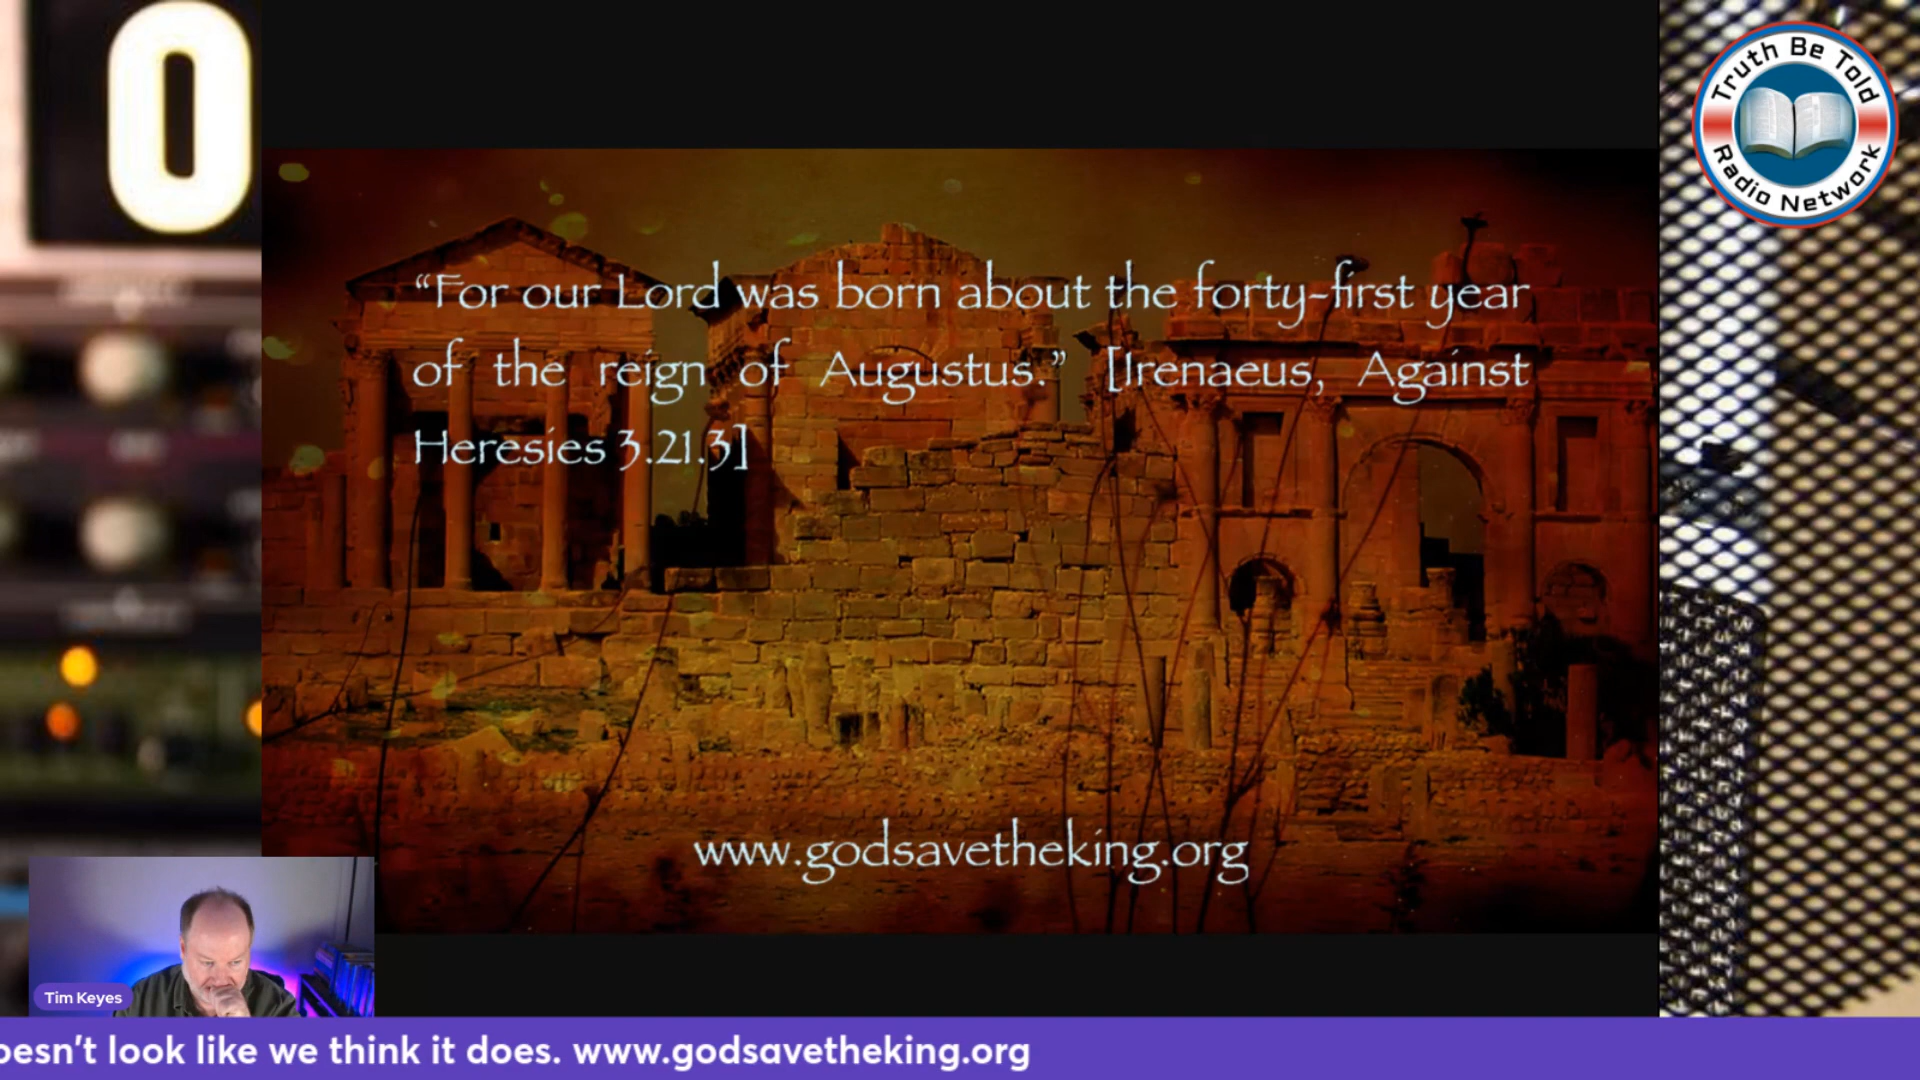 0
Truth Be Told
Radio Network
“For our Lord was born about the forty-first year
of the reign of Augustus.” [Irenaeus, Against
Heresies 3.21.3]
www.godsavetheking.org
Tim Keyes
oesn't look like we think it does. www.godsavetheking.org